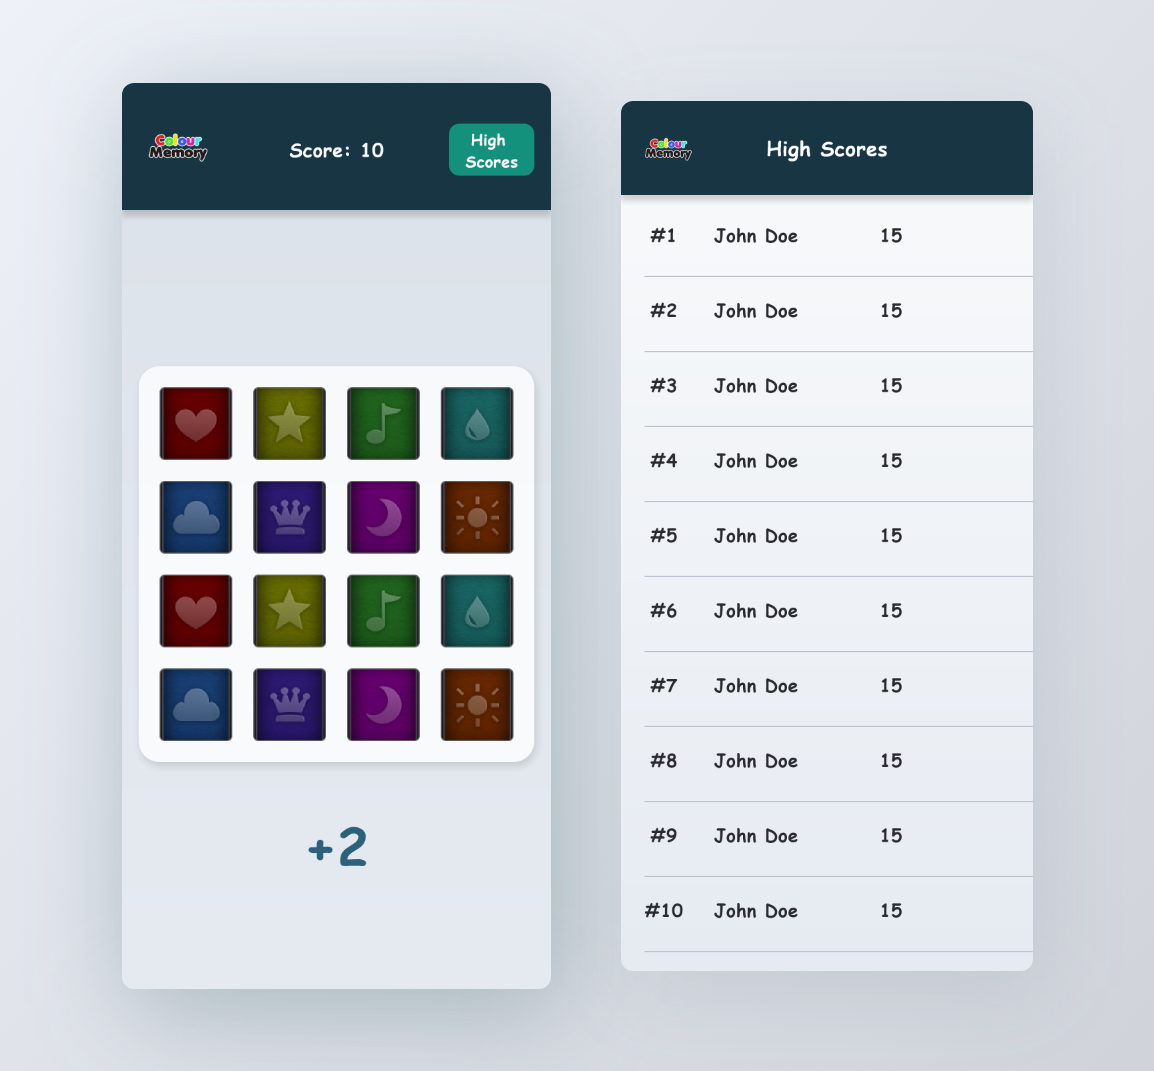 Colour
Memory
Score: 10
High
Scores
+2
Colour
Memory
High Scores
#1 John Doe 15
#2 John Doe 15
#3 John Doe 15
#4 John Doe 15
#5 John Doe 15
#6 John Doe 15
#7 John Doe 15
#8 John Doe 15
#9 John Doe 15
#10 John Doe 15